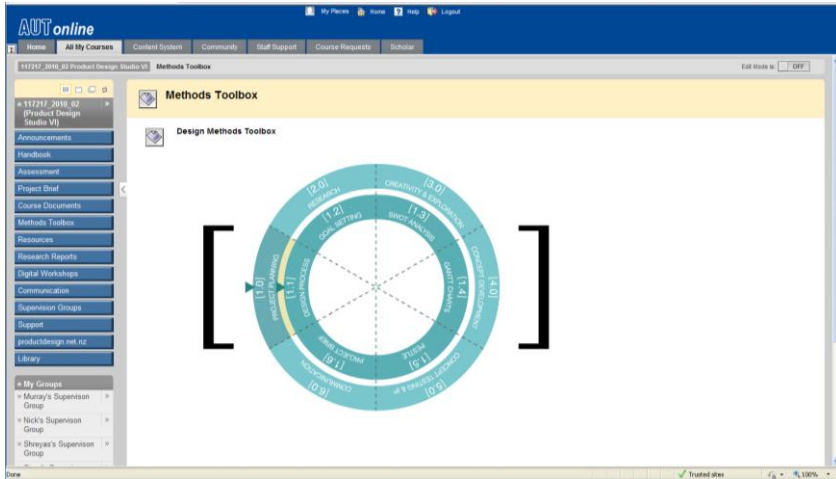 My Places Home Help Logout
AUTonline
Home All My Courses Content System Community Staff Support Course Requests Scholar
117217_2010_02 Product Design Studio VI Methods Toolbox Edit Mode is: OFF
117217_2010_02
(Product Design
Studio VI)
Announcements
Handbook
Assessment
Project Brief
Course Documents
Methods Toolbox
Resources
Research Reports
Digital Workshops
Communication
Supervision Groups
Support
productdesign.net.nz
Library
My Groups
Murray's Supervison
Group
Nick's Supervison
Group
Shreyas's Supervison
Group
Methods Toolbox
Design Methods Toolbox
[1.0]
PROJECT PLANNING
[2.0]
RESEARCH
[3.0]
CREATIVITY & EXPLORATION
[4.0]
CONCEPT DEVELOPMENT
[5.0]
CONCEPT TESTING & IP
[6.0]
COMMUNICATION
[1.1]
DESIGN PROCESS
[1.2]
GOAL SETTING
[1.3]
SWOT ANALYSIS
[1.4]
GANTT CHARTS
[1.5]
PESTLE
[1.6]
PROJECT BRIEF
Done Trusted sites 100%